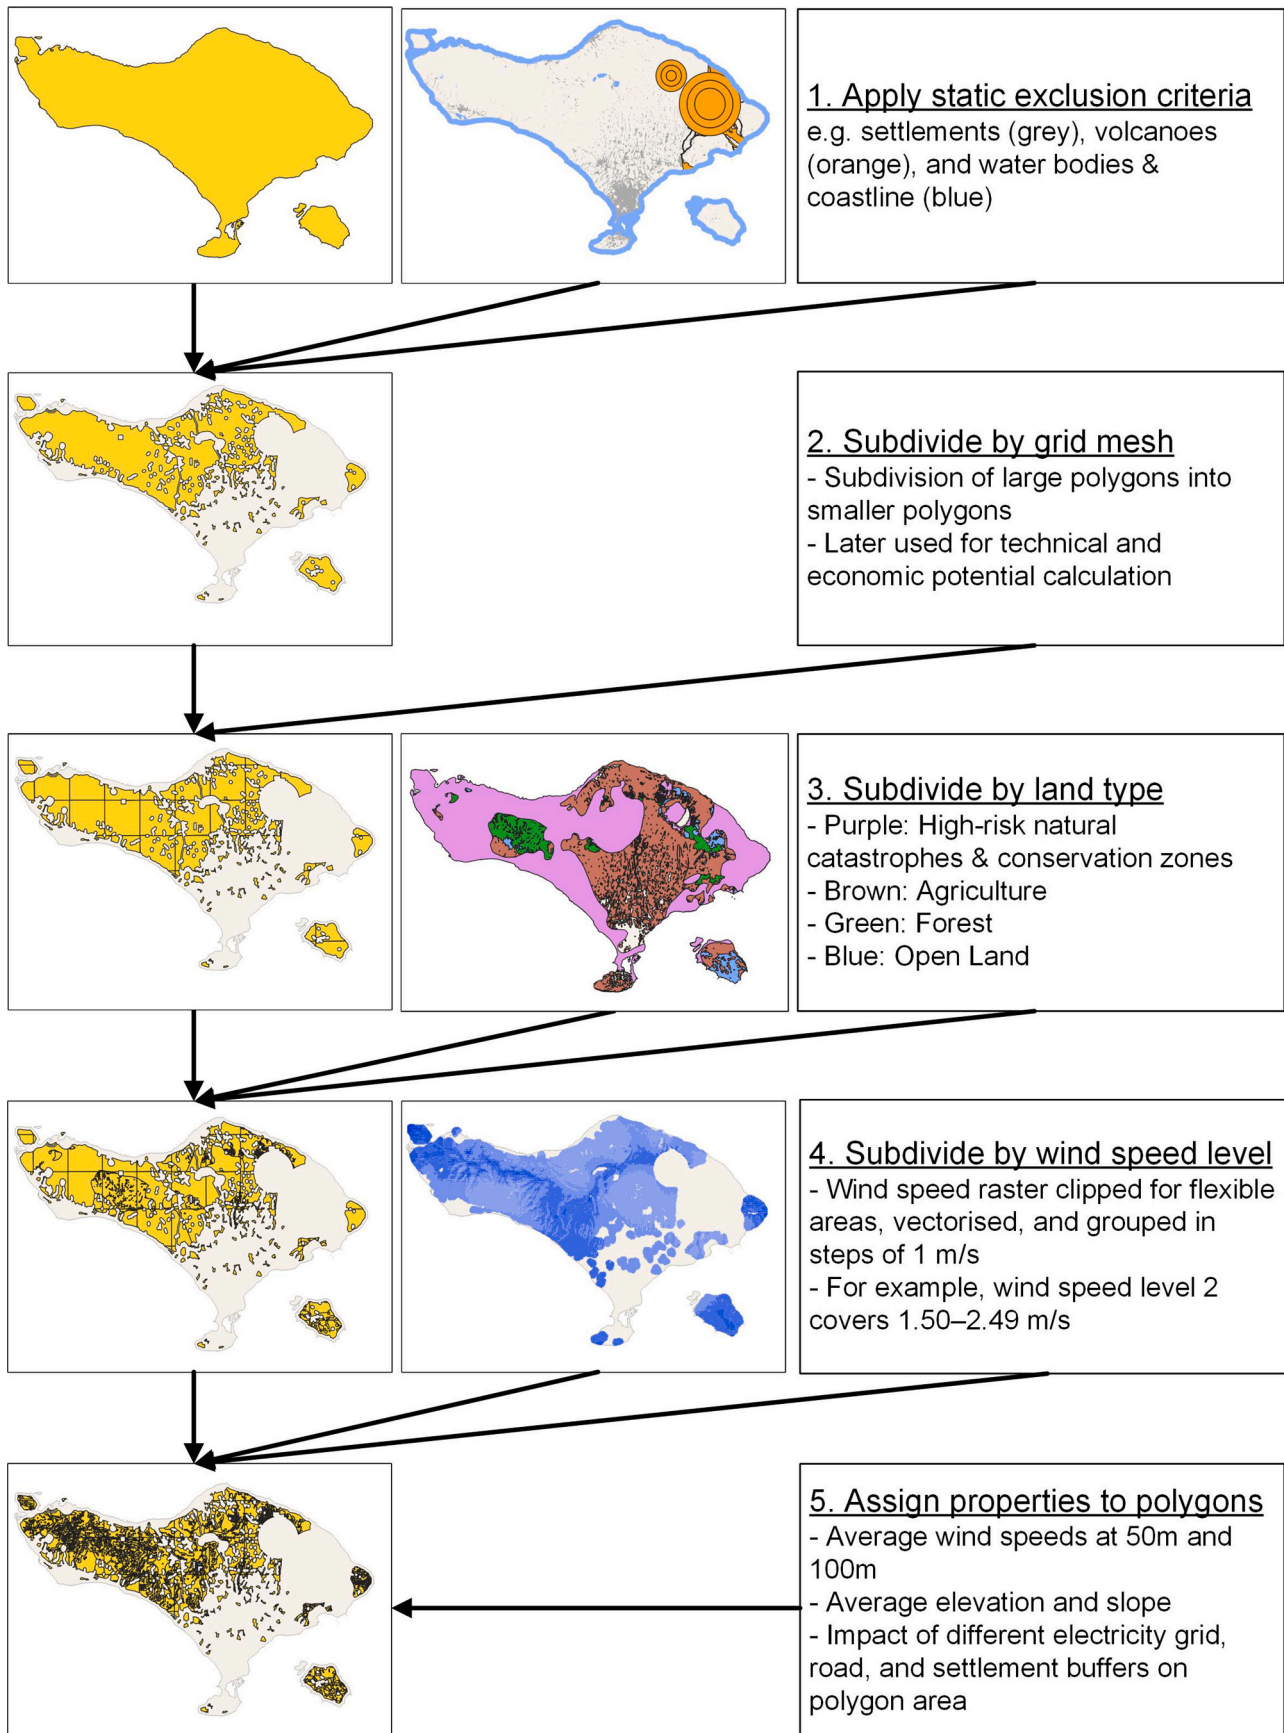 1. Apply static exclusion criteria
e.g. settlements (grey), volcanoes
(orange), and water bodies &
coastline (blue)
2. Subdivide by grid mesh
- Subdivision of large polygons into
smaller polygons
- Later used for technical and
economic potential calculation
3. Subdivide by land type
- Purple: High-risk natural
catastrophes & conservation zones
- Brown: Agriculture
- Green: Forest
- Blue: Open Land
4. Subdivide by wind speed level
- Wind speed raster clipped for flexible
areas, vectorised, and grouped in
steps of 1 m/s
- For example, wind speed level 2
covers 1.50–2.49 m/s
5. Assign properties to polygons
- Average wind speeds at 50m and
100m
- Average elevation and slope
- Impact of different electricity grid,
road, and settlement buffers on
polygon area